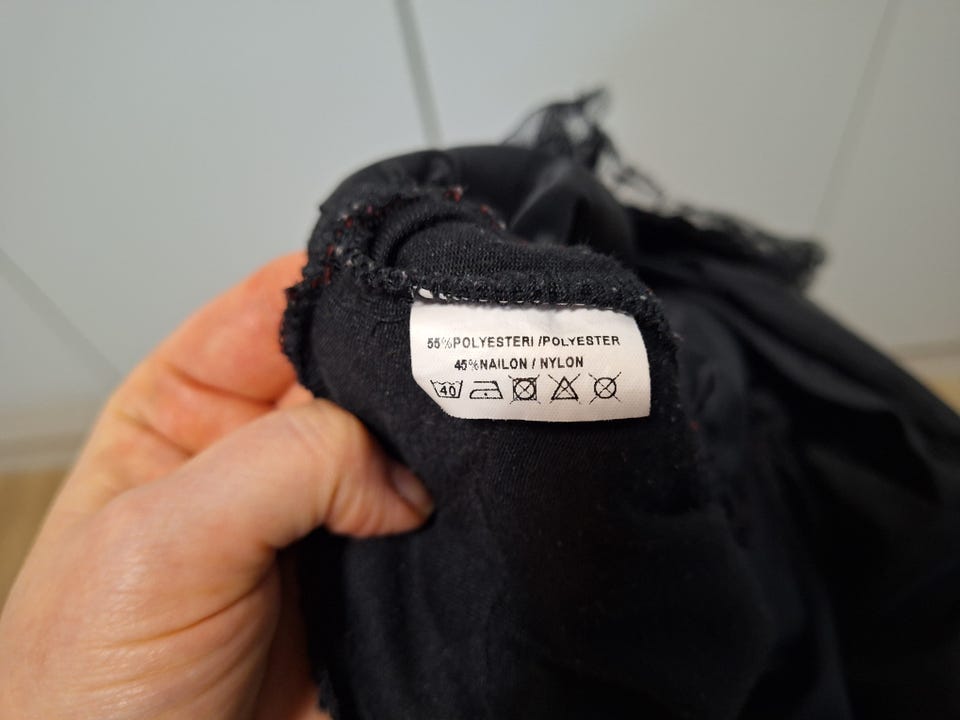 55%POLYESTERI /POLYESTER
45%NAILON / NYLON
40